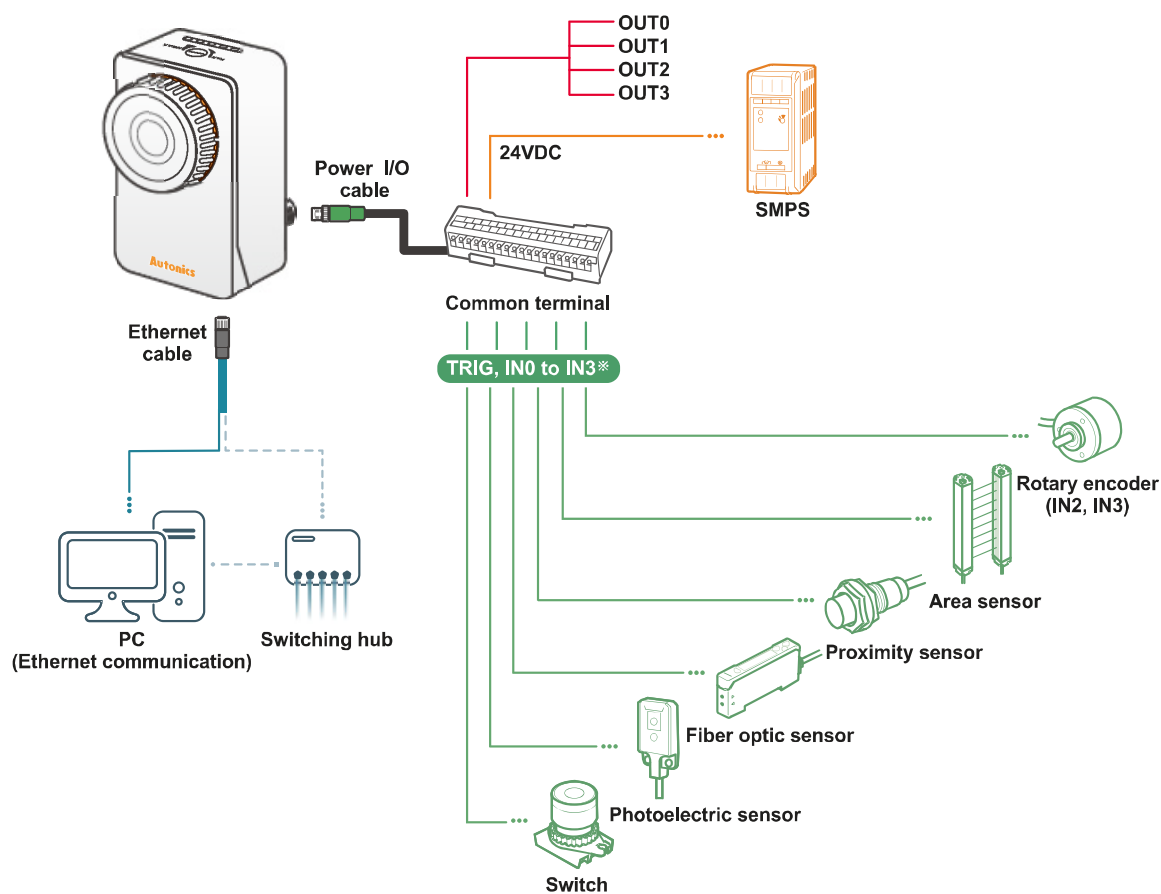 OUT0
OUT1
OUT2
OUT3
24VDC
SMPS
Power I/O
cable
Autonics
Common terminal
Ethernet
cable
TRIG, IN0 to IN3※
Rotary encoder
(IN2, IN3)
Area sensor
PC
(Ethernet communication)
Switching hub
Proximity sensor
Fiber optic sensor
Photoelectric sensor
Switch